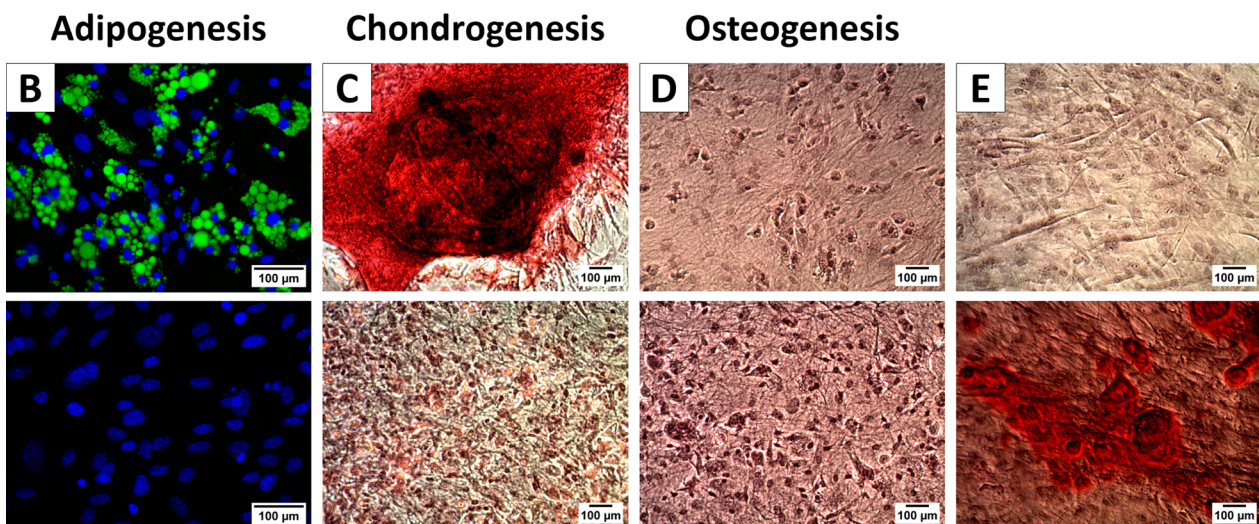 Adipogenesis Chondrogenesis Osteogenesis
B C D E
100 µm 100 µm 100 µm 100 µm
100 µm 100 µm 100 µm 100 µm